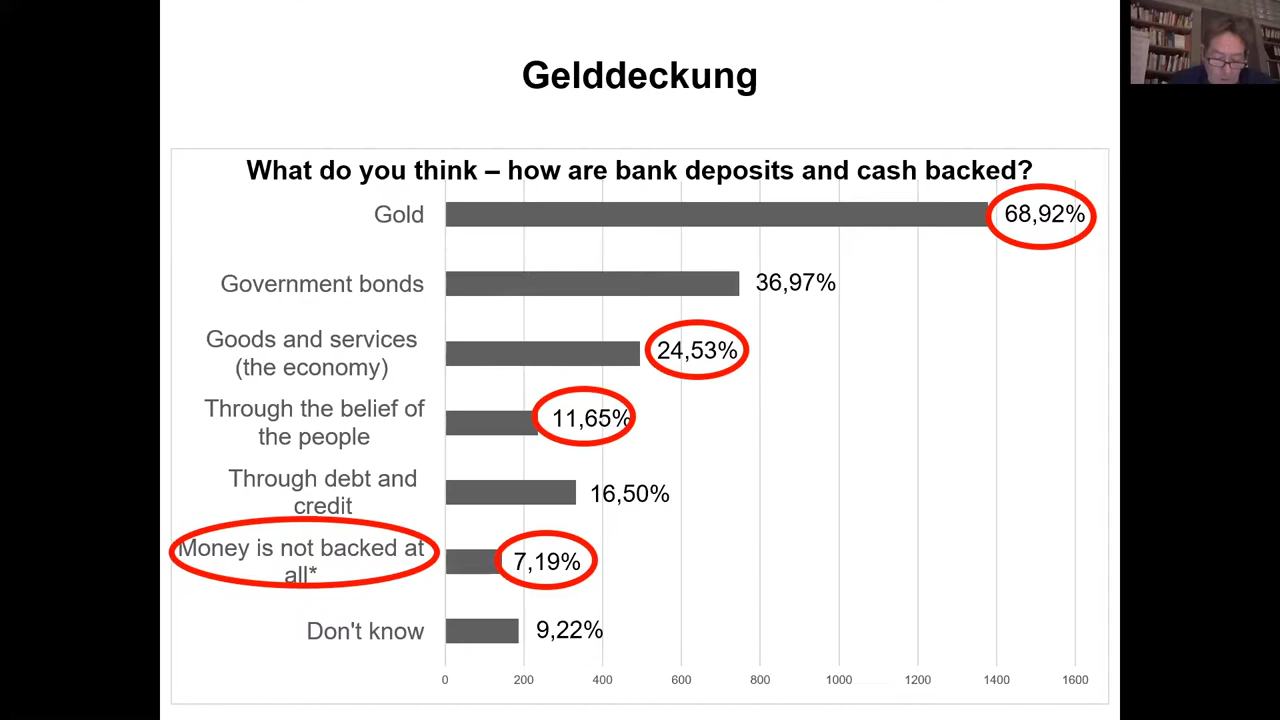 Gelddeckung
What do you think – how are bank deposits and cash backed?
Gold
68,92%
Government bonds
36,97%
Goods and services
(the economy)
24,53%
Through the belief of
the people
11,65%
Through debt and
credit
16,50%
Money is not backed at
all*
7,19%
Don't know
9,22%
0 200 400 600 800 1000 1200 1400 1600